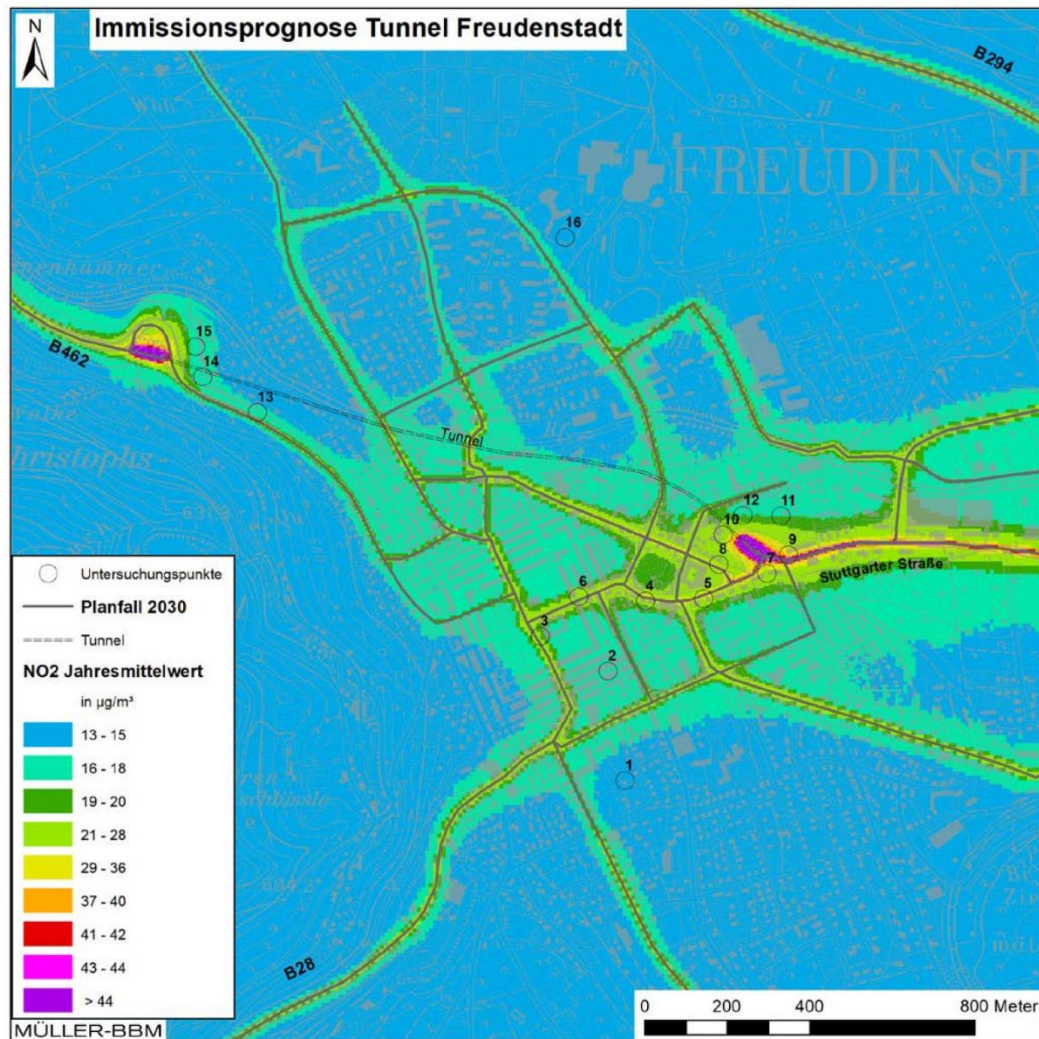 Immissionsprognose Tunnel Freudenstadt
N
B294
735,1
FREUDENST
16
15
14
13
B462
Tunnel
12
11
10
9
8
7
Stuttgarter Straße
6
5
4
3
2
1
B28
Untersuchungspunkte
Planfall 2030
Tunnel
NO2 Jahresmittelwert
in µg/m³
13 - 15
16 - 18
19 - 20
21 - 28
29 - 36
37 - 40
41 - 42
43 - 44
> 44
MÜLLER-BBM
0 200 400 800 Meter